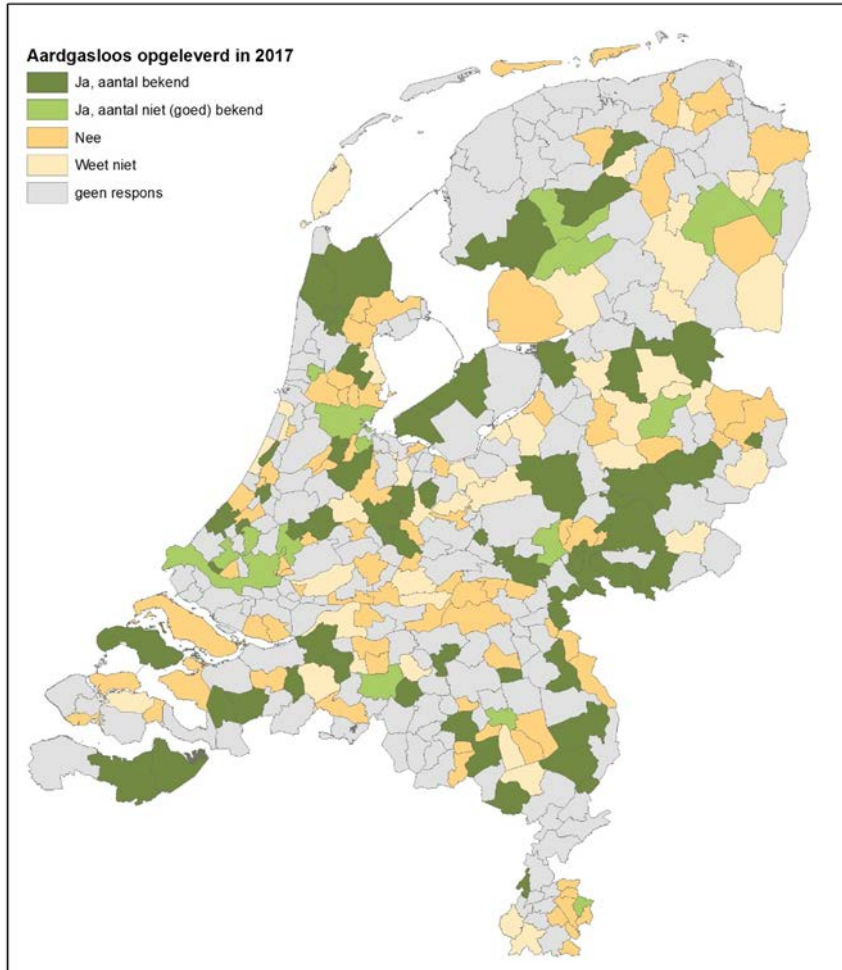 Aardgasloos opgeleverd in 2017
Ja, aantal bekend
Ja, aantal niet (goed) bekend
Nee
Weet niet
geen respons